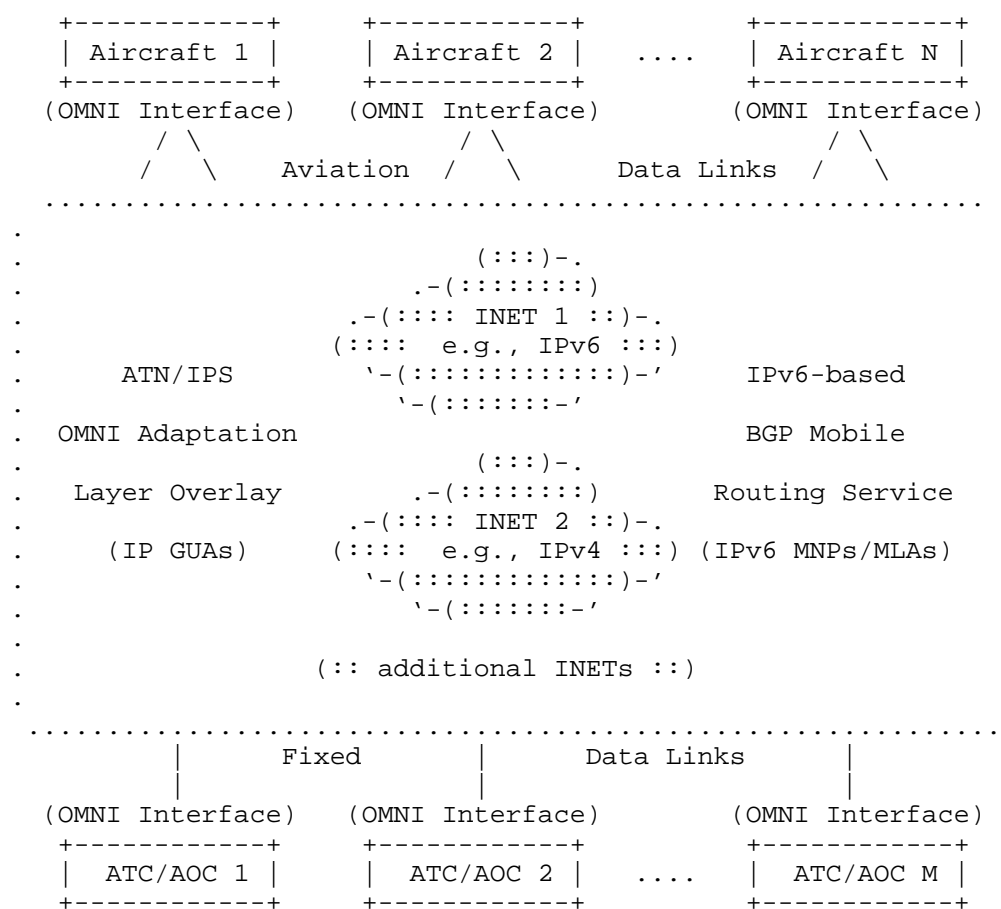 +------------+ +------------+ +------------+
| Aircraft 1 | | Aircraft 2 | .... | Aircraft N |
+------------+ +------------+ +------------+
(OMNI Interface) (OMNI Interface) (OMNI Interface)
/ \ / \ / \
/ \ Aviation / \ Data Links / \
...........................................................
.
. (:::)-.
. .-(::::::::)
. .-(:::: INET 1 ::)-.
. (:::: e.g., IPv6 :::)
. ATN/IPS `-(:::::::::::::)-' IPv6-based
. `-(:::::::-'
. OMNI Adaptation BGP Mobile
. (:::)-.
. Layer Overlay .-(::::::::) Routing Service
. .-(:::: INET 2 ::)-.
. (IP GUAs) (:::: e.g., IPv4 :::) (IPv6 MNPs/MLAs)
. `-(:::::::::::::)-'
. `-(:::::::-'
.
. (:: additional INETs ::)
.
.............................................................
| Fixed | Data Links |
| | |
(OMNI Interface) (OMNI Interface) (OMNI Interface)
+------------+ +------------+ +------------+
| ATC/AOC 1 | | ATC/AOC 2 | .... | ATC/AOC M |
+------------+ +------------+ +------------+